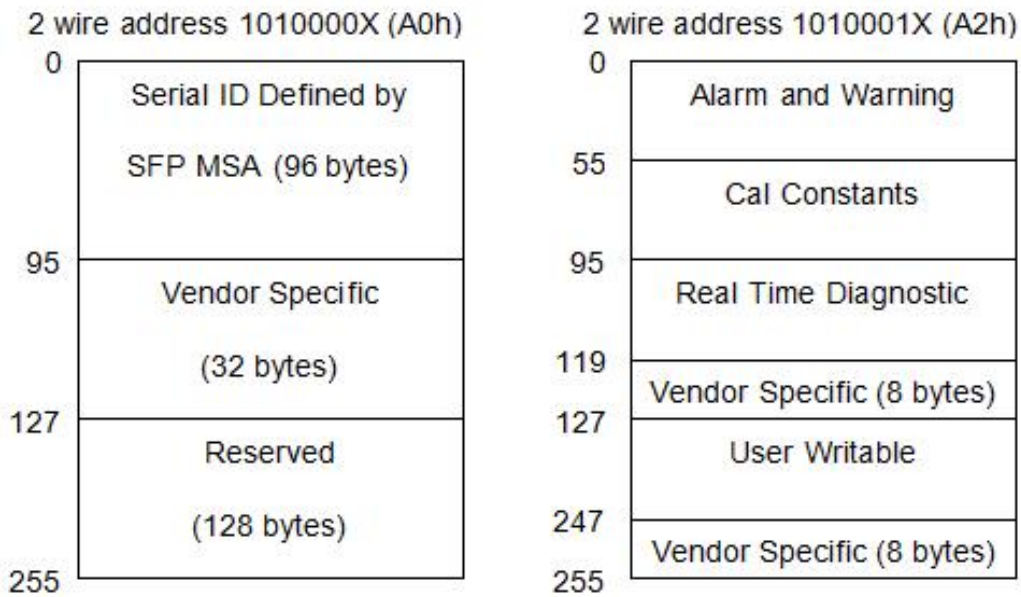 2 wire address 1010000X (A0h)
0
Serial ID Defined by
SFP MSA (96 bytes)
95
Vendor Specific
(32 bytes)
127
Reserved
(128 bytes)
255
2 wire address 1010001X (A2h)
0
Alarm and Warning
55
Cal Constants
95
Real Time Diagnostic
119
Vendor Specific (8 bytes)
127
User Writable
247
Vendor Specific (8 bytes)
255